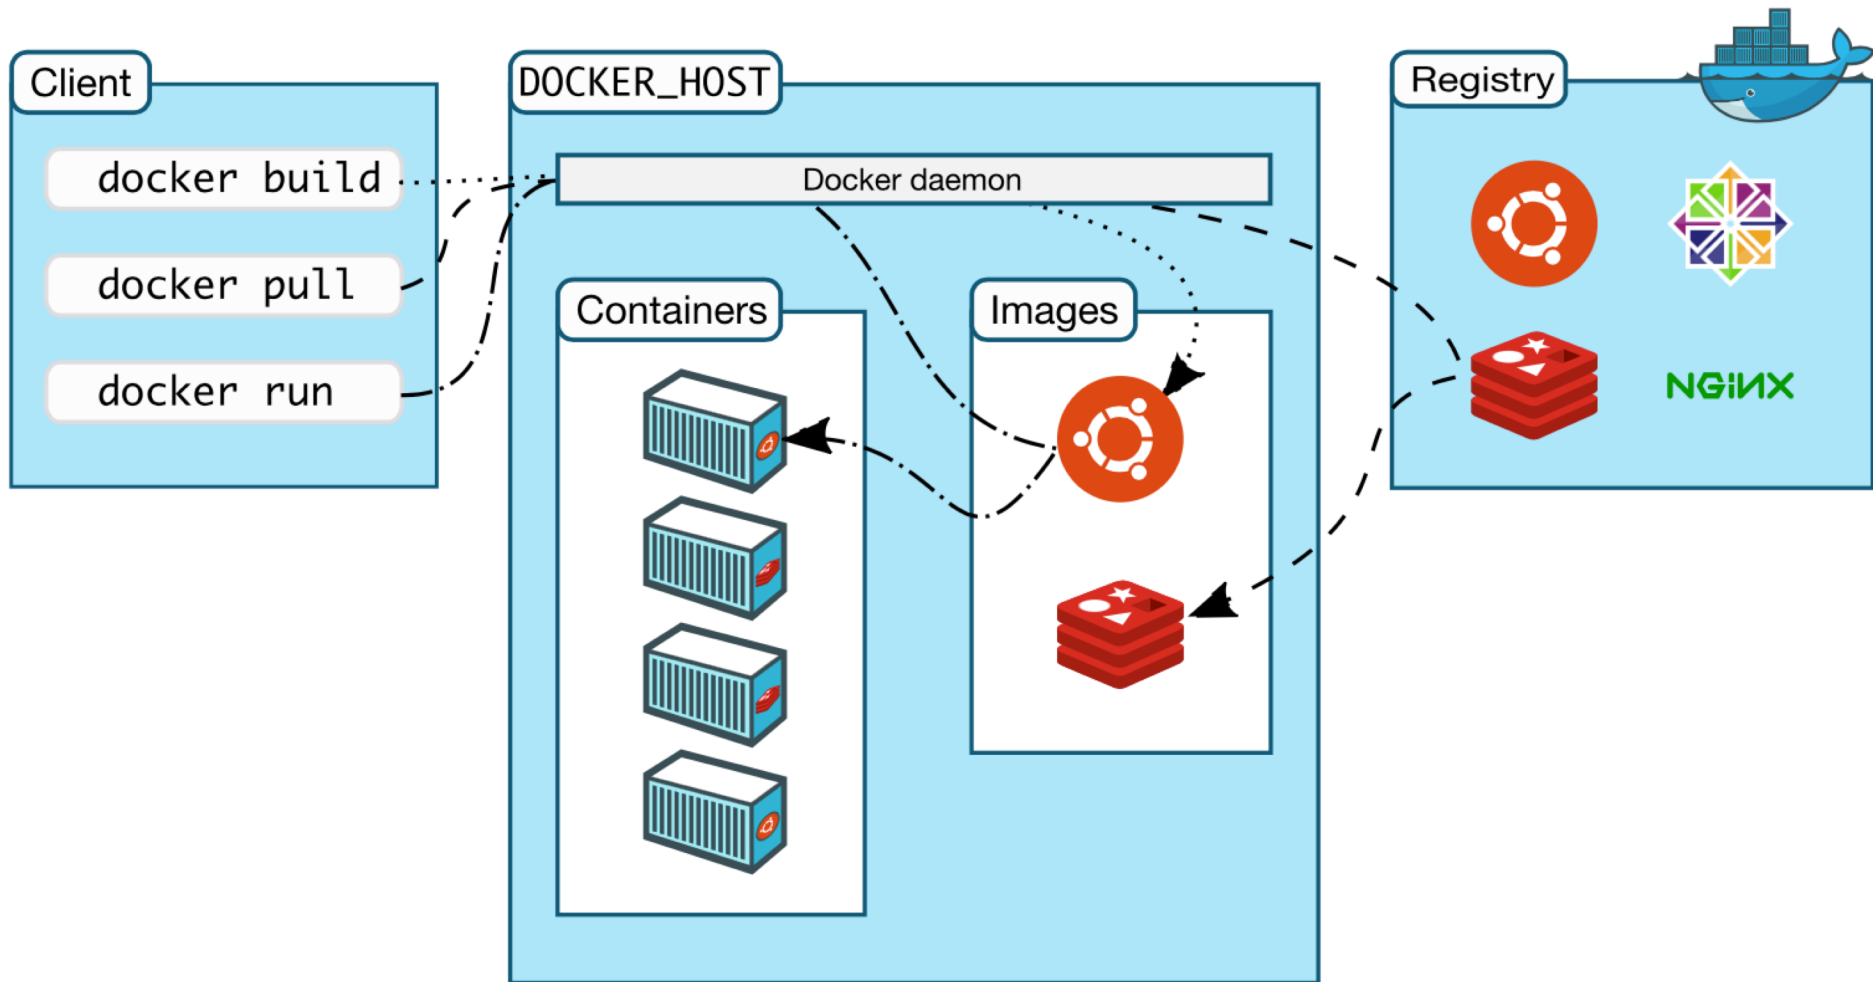 Client
docker build
docker pull
docker run
DOCKER_HOST
Docker daemon
Containers
Images
Registry
NGiNX